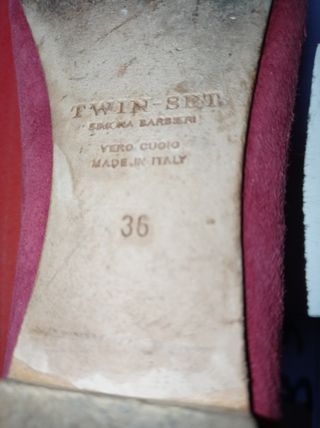 TWIN-SET
SIMONA BARBIERI
VERO CUOIO
MADE IN ITALY
36